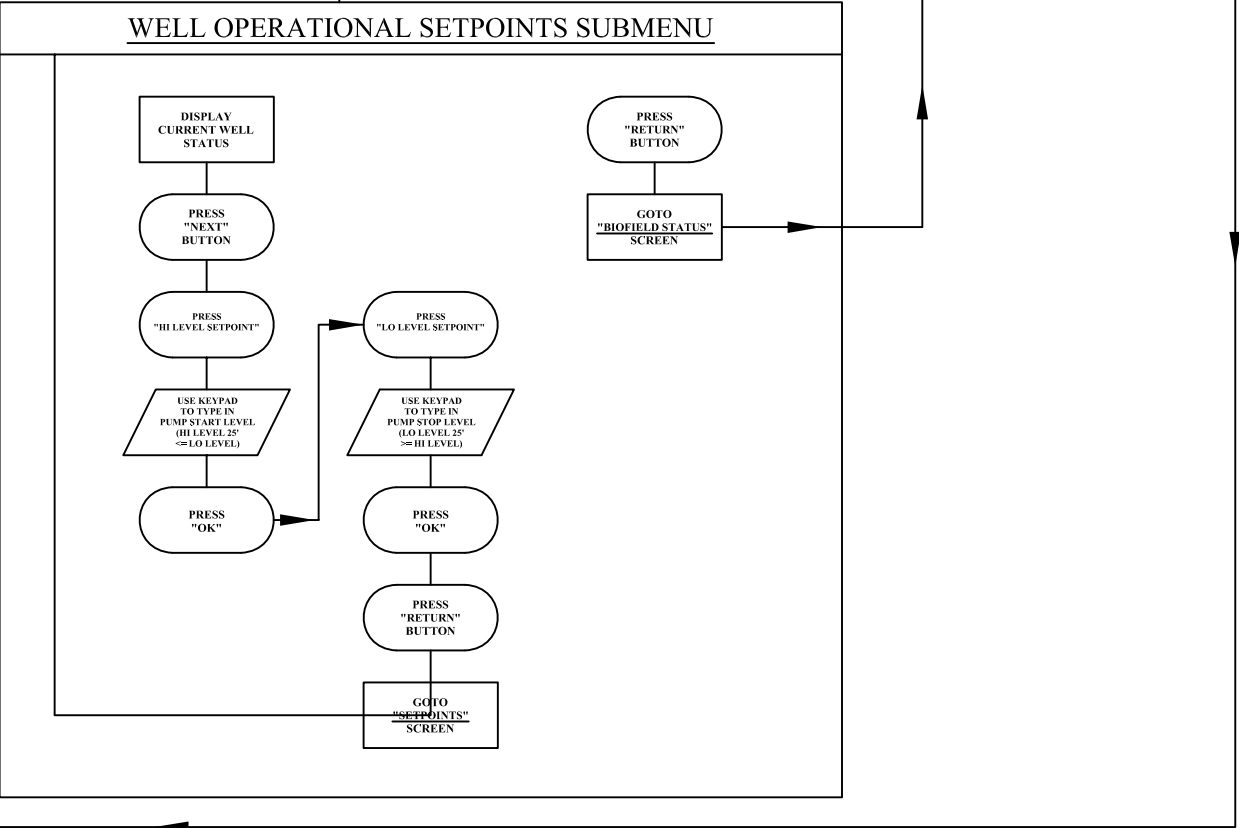 WELL OPERATIONAL SETPOINTS SUBMENU
DISPLAY
CURRENT WELL
STATUS
PRESS
"NEXT"
BUTTON
PRESS
"HI LEVEL SETPOINT"
USE KEYPAD
TO TYPE IN
PUMP START LEVEL
(HI LEVEL 25'
<= LO LEVEL)
PRESS
"OK"
PRESS
"LO LEVEL SETPOINT"
USE KEYPAD
TO TYPE IN
PUMP STOP LEVEL
(LO LEVEL 25'
>= HI LEVEL)
PRESS
"OK"
PRESS
"RETURN"
BUTTON
GOTO
"SETPOINTS"
SCREEN
PRESS
"RETURN"
BUTTON
GOTO
"BIOFIELD STATUS"
SCREEN